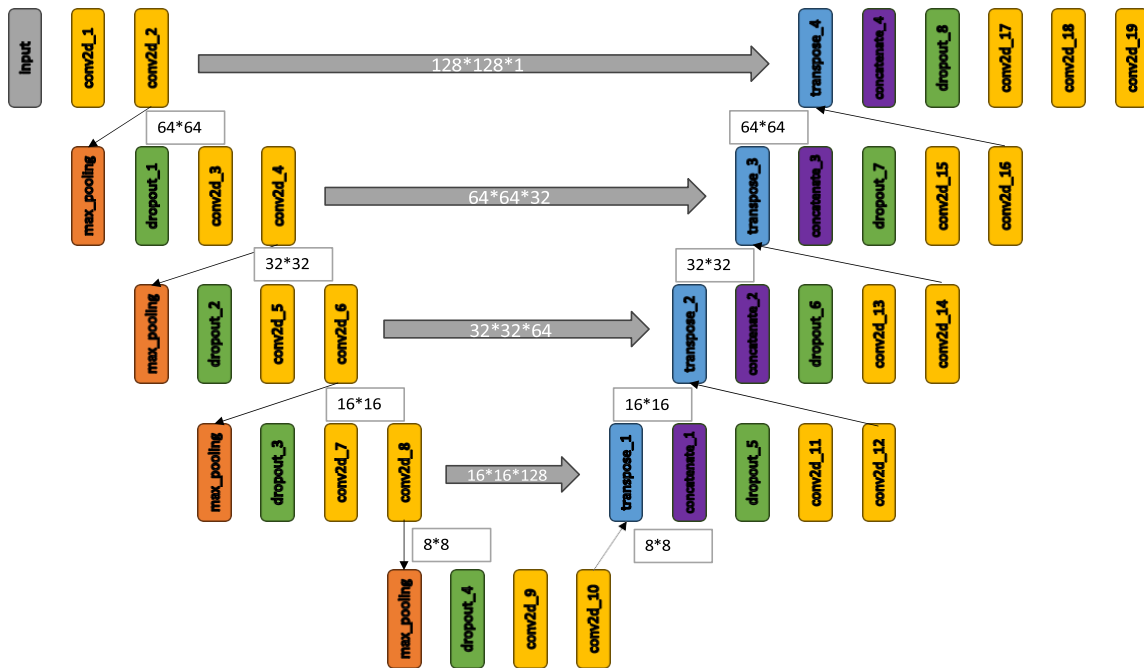 Input
conv2d_1
conv2d_2
128*128*1
transpose_4
concatenate_4
dropout_8
conv2d_17
conv2d_18
conv2d_19
64*64
64*64
max_pooling
dropout_1
conv2d_3
conv2d_4
64*64*32
transpose_3
concatenate_3
dropout_7
conv2d_15
conv2d_16
32*32
32*32
max_pooling
dropout_2
conv2d_5
conv2d_6
32*32*64
transpose_2
concatenate_2
dropout_6
conv2d_13
conv2d_14
16*16
16*16
max_pooling
dropout_3
conv2d_7
conv2d_8
16*16*128
transpose_1
concatenate_1
dropout_5
conv2d_11
conv2d_12
8*8
8*8
max_pooling
dropout_4
conv2d_9
conv2d_10